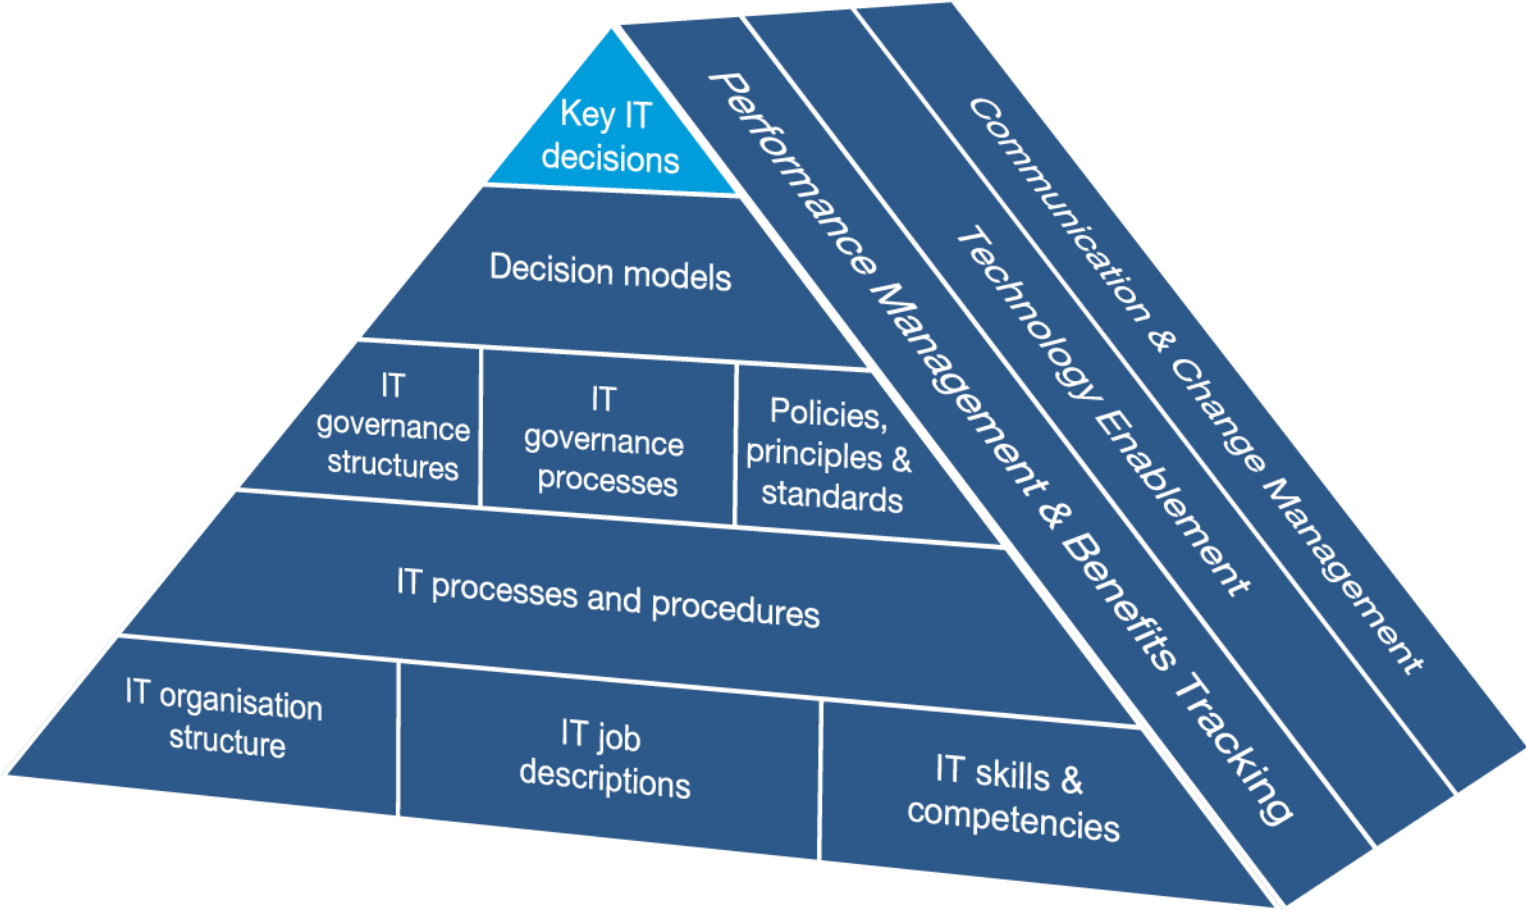 Key IT
decisions
Decision models
IT
governance
structures
IT
governance
processes
Policies,
principles &
standards
IT processes and procedures
IT organisation
structure
IT job
descriptions
IT skills &
competencies
Performance Management & Benefits Tracking
Technology Enablement
Communication & Change Management